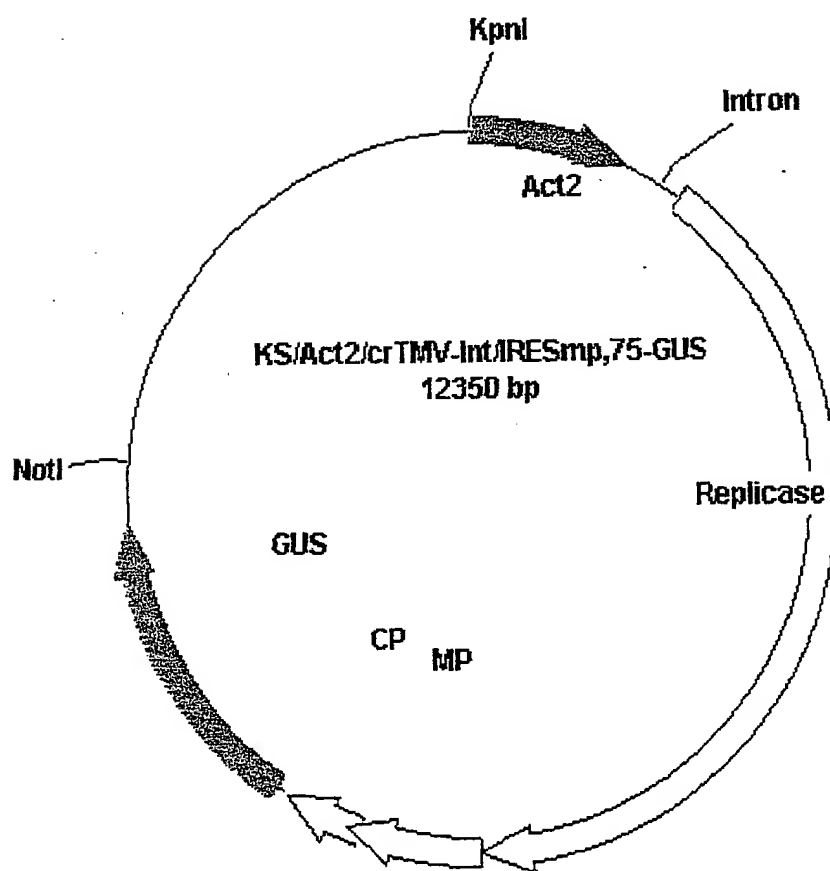 KpnI
Intron
Act2
KS/Act2/crTMV-Int/IRESmp,75-GUS
12350 bp
NotI
Replicase
GUS
CP
MP